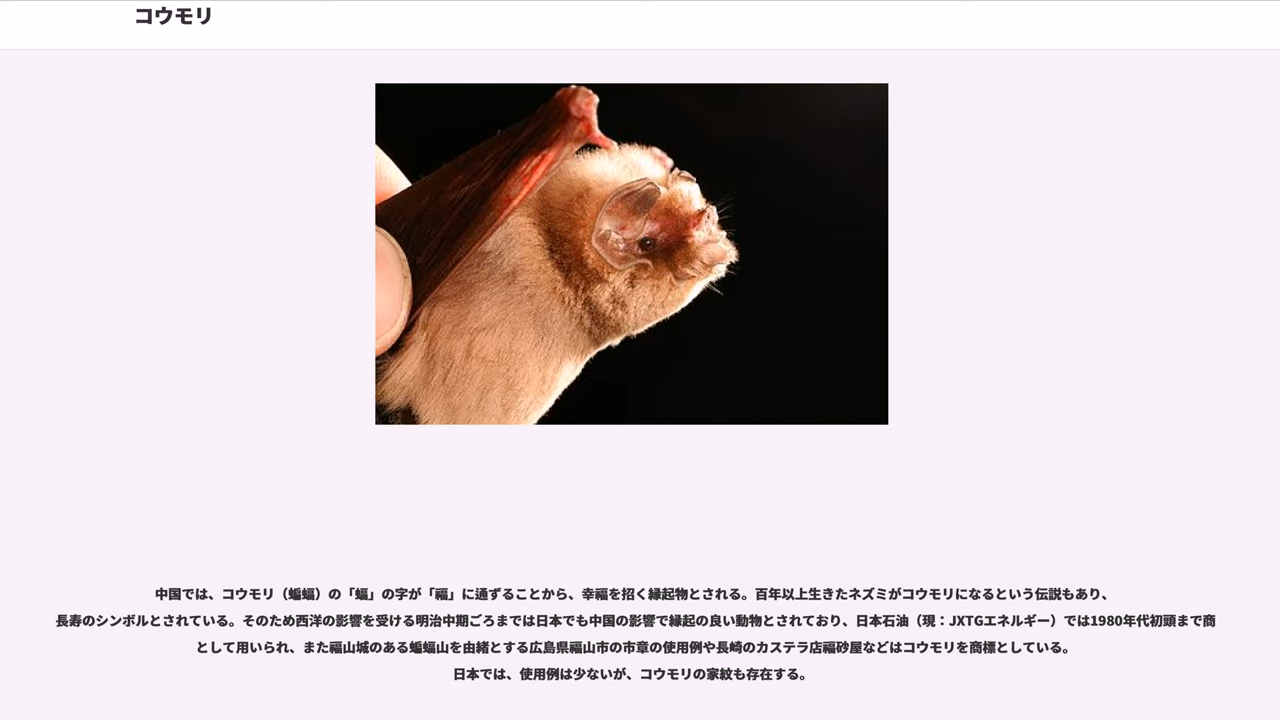 コウモリ
中国では、コウモリ（蝙蝠）の「蝠」の字が「福」に通ずることから、幸福を招く縁起物とされる。百年以上生きたネズミがコウモリになるという伝説もあり、
長寿のシンボルとされている。そのため西洋の影響を受ける明治中期ごろまでは日本でも中国の影響で縁起の良い動物とされており、日本石油（現：JXTGエネルギー）では1980年代初頭まで商
として用いられ、また福山城のある蝙蝠山を由緒とする広島県福山市の市章の使用例や長崎のカステラ店福砂屋などはコウモリを商標としている。
日本では、使用例は少ないが、コウモリの家紋も存在する。